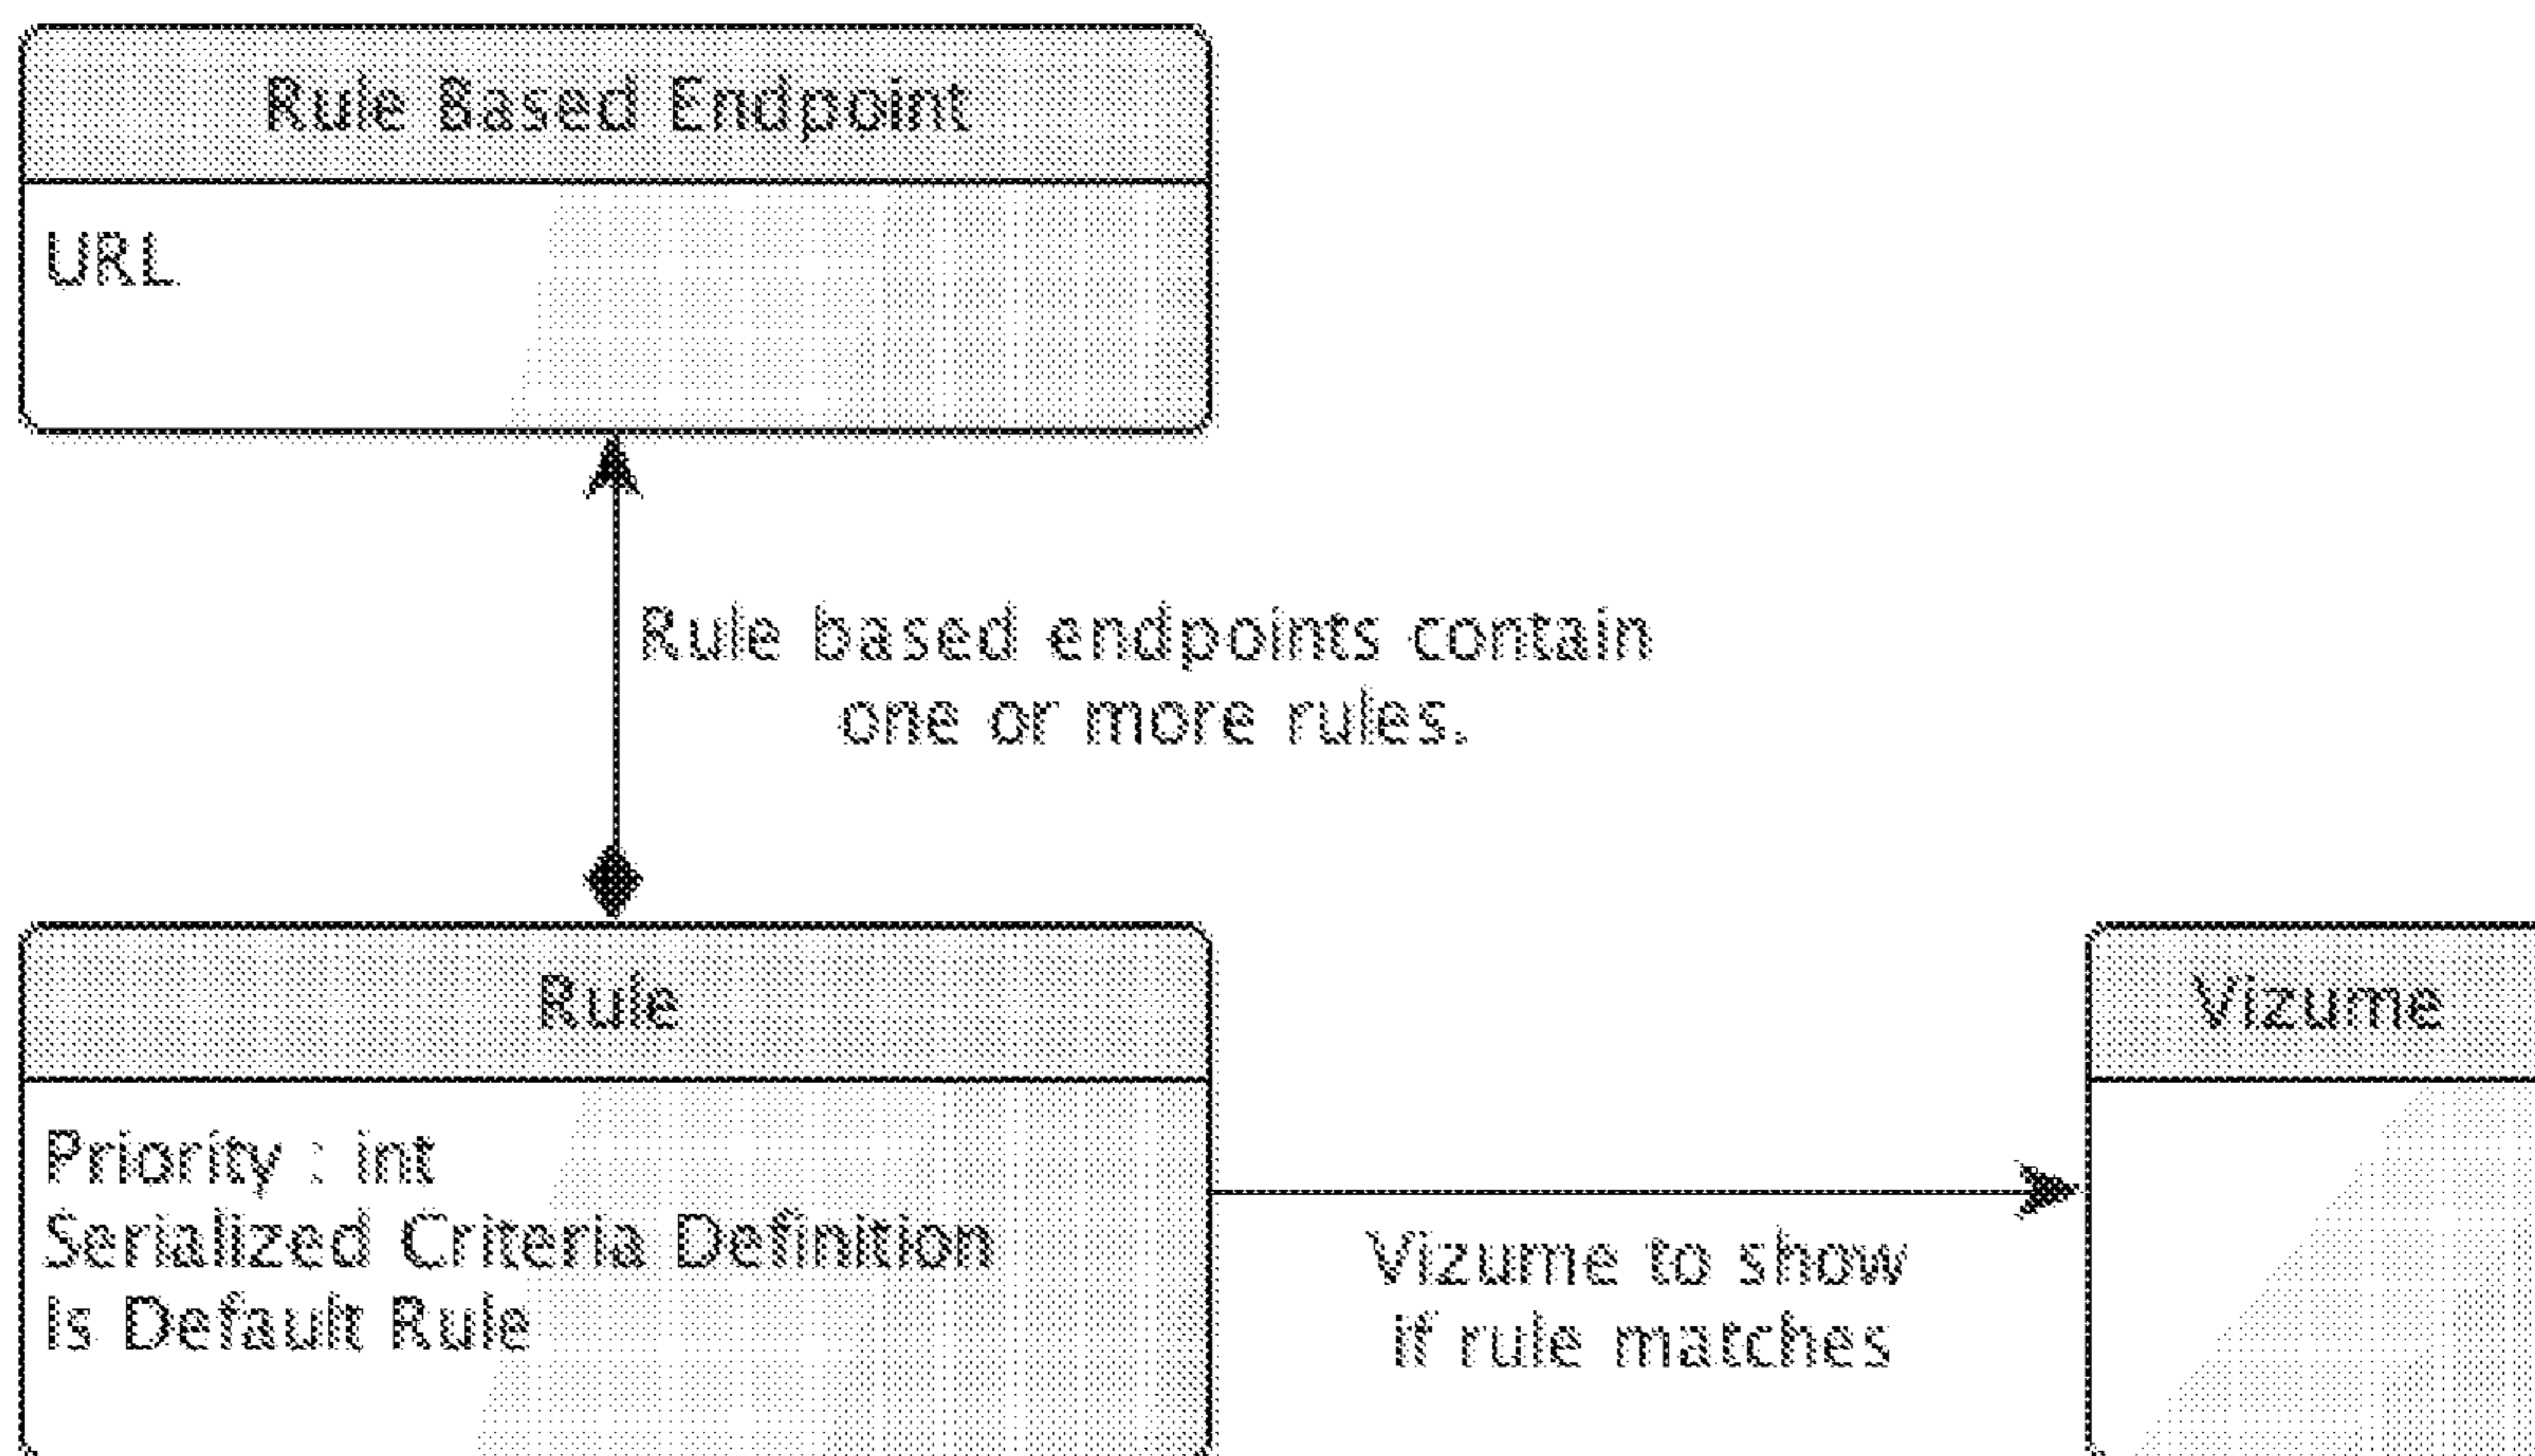 Rule Based Endpoint
URL
Rule based endpoints contain
one or more rules.
Rule
Priority : int
Serialized Criteria Definition
Is Default Rule
Vizume to show
if rule matches
Vizume